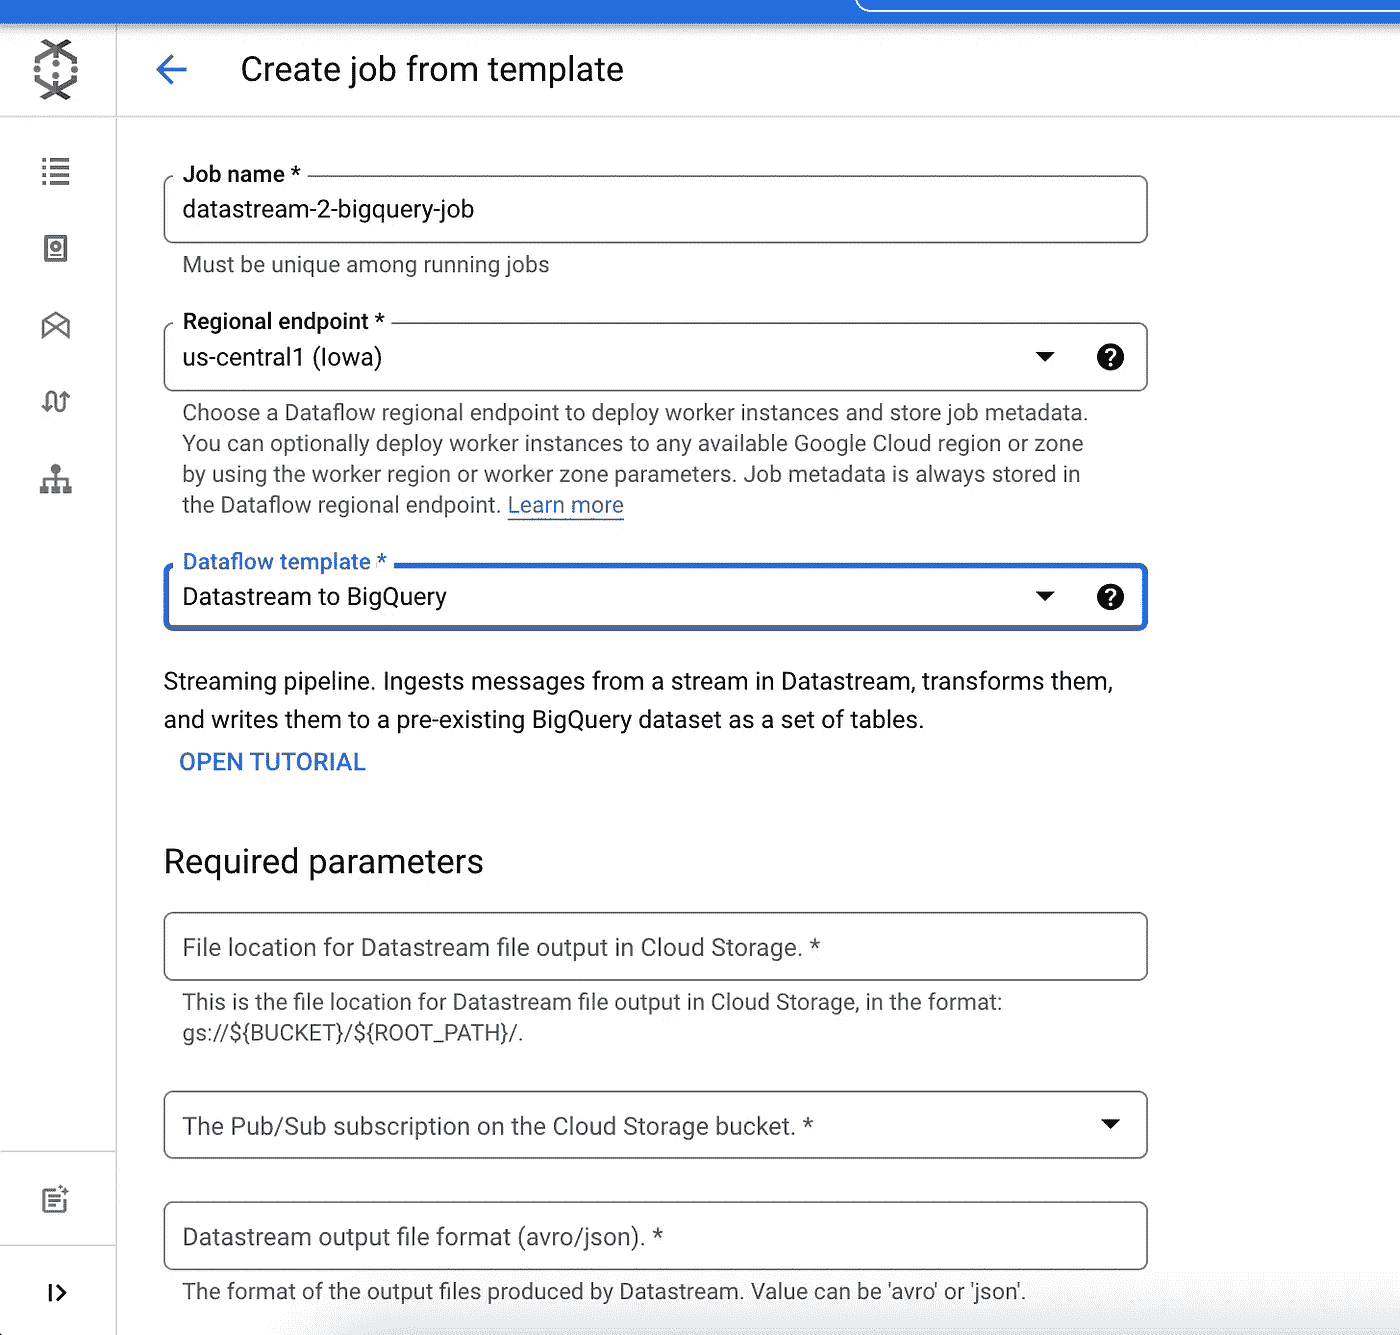 Create job from template
Job name *
datastream-2-bigquery-job
Must be unique among running jobs
Regional endpoint *
us-central1 (Iowa)
Choose a Dataflow regional endpoint to deploy worker instances and store job metadata.
You can optionally deploy worker instances to any available Google Cloud region or zone
by using the worker region or worker zone parameters. Job metadata is always stored in
the Dataflow regional endpoint. Learn more
Dataflow template *
Datastream to BigQuery
Streaming pipeline. Ingests messages from a stream in Datastream, transforms them,
and writes them to a pre-existing BigQuery dataset as a set of tables.
OPEN TUTORIAL
Required parameters
File location for Datastream file output in Cloud Storage. *
This is the file location for Datastream file output in Cloud Storage, in the format:
gs://${BUCKET}/${ROOT_PATH}/.
The Pub/Sub subscription on the Cloud Storage bucket. *
Datastream output file format (avro/json). *
The format of the output files produced by Datastream. Value can be 'avro' or 'json'.